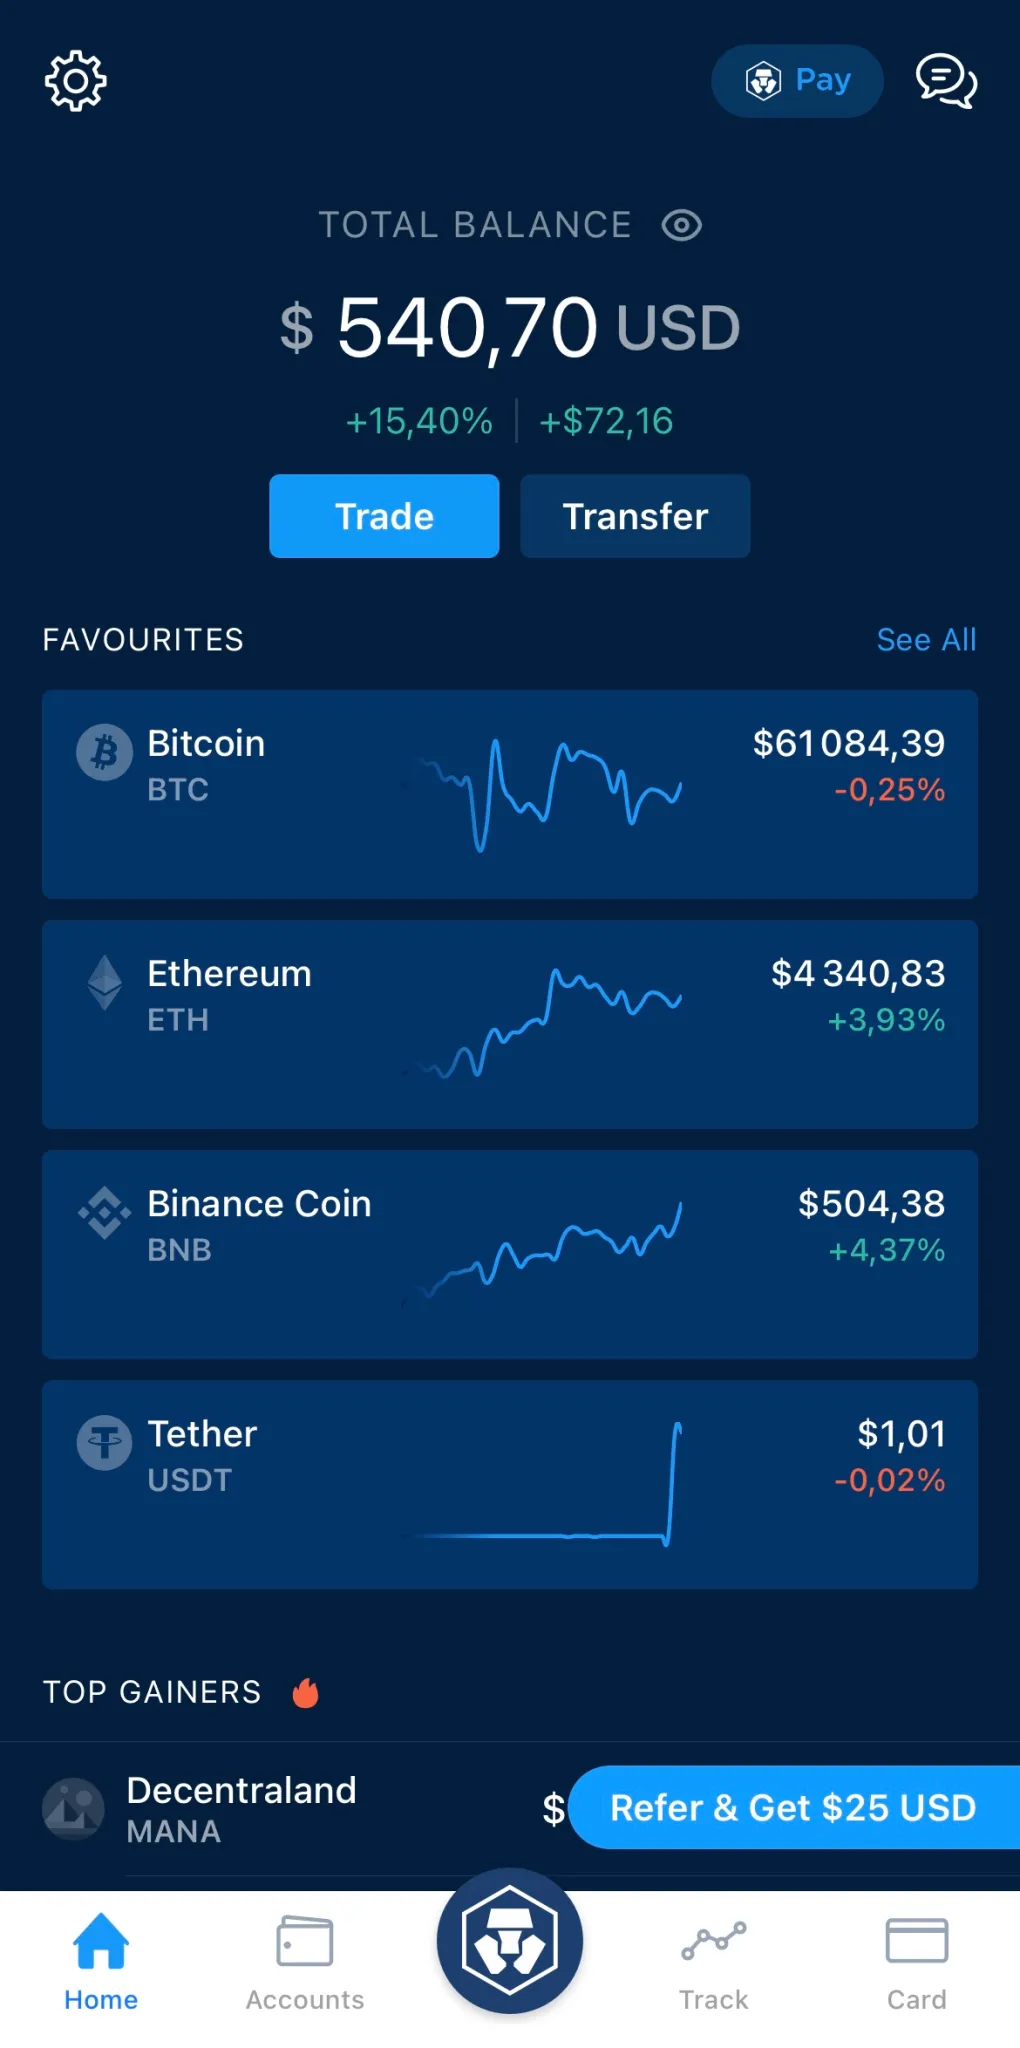 Pay
TOTAL BALANCE
$ 540,70 USD
+15,40% +$72,16
Trade Transfer
FAVOURITES See All
Bitcoin $61 084,39
BTC -0,25%
Ethereum $4 340,83
ETH +3,93%
Binance Coin $504,38
BNB +4,37%
Tether $1,01
USDT -0,02%
TOP GAINERS
Decentraland $ Refer & Get $25 USD
MANA
Home Accounts Track Card